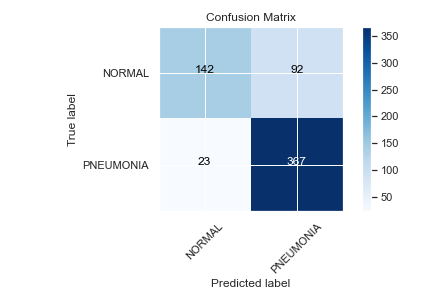 Confusion Matrix
True label
NORMAL
142
92
PNEUMONIA
23
367
NORMAL
PNEUMONIA
Predicted label
350
300
250
200
150
100
50